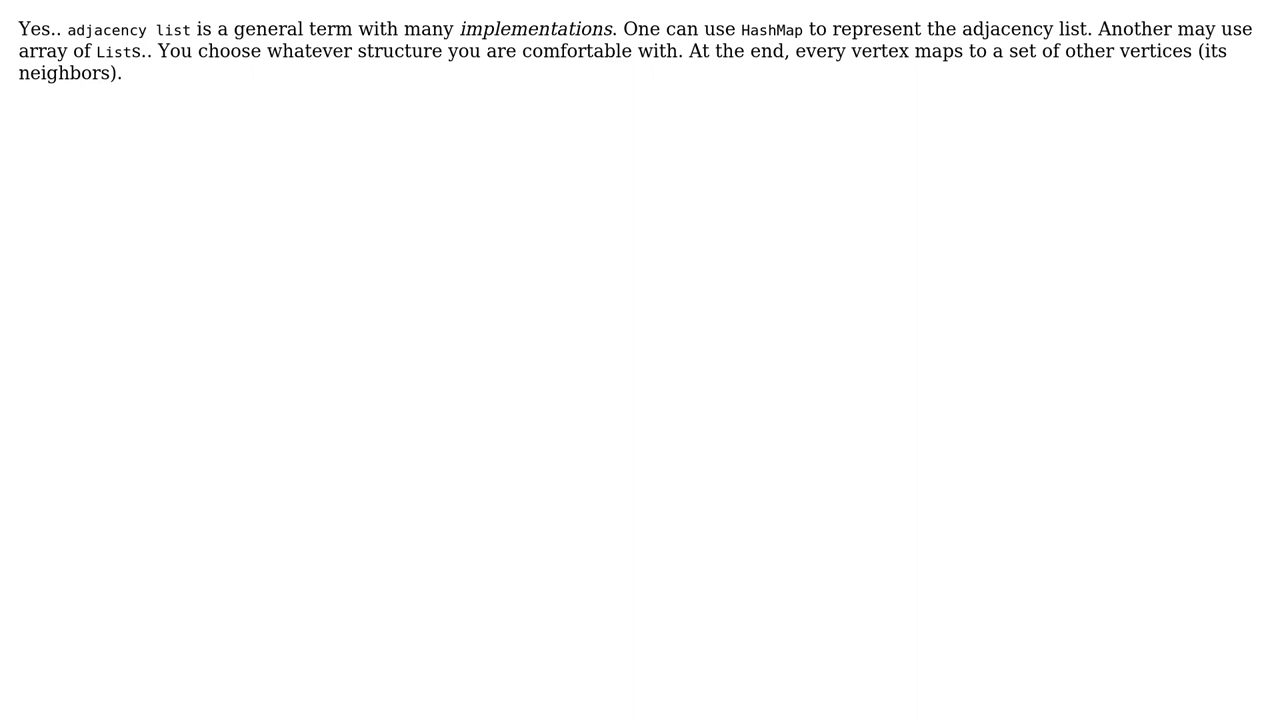 Yes.. adjacency list is a general term with many implementations. One can use HashMap to represent the adjacency list. Another may use
array of Lists.. You choose whatever structure you are comfortable with. At the end, every vertex maps to a set of other vertices (its
neighbors).